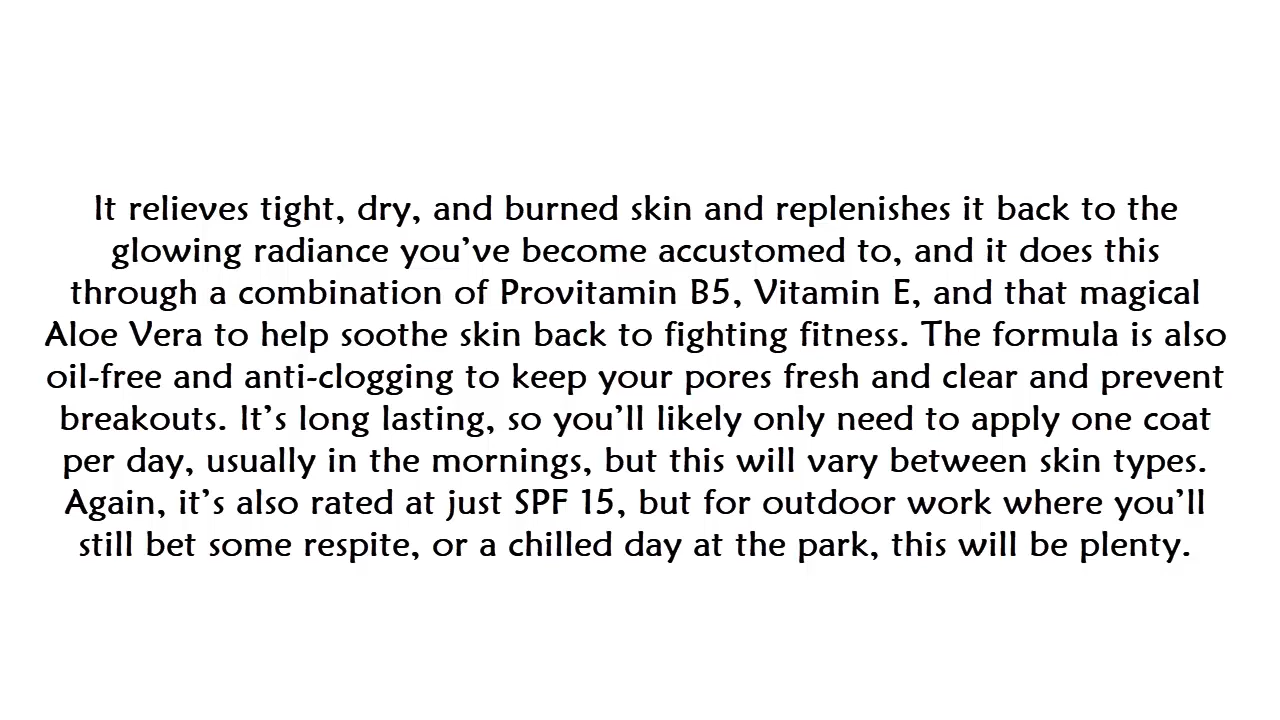 It relieves tight, dry, and burned skin and replenishes it back to the
glowing radiance you’ve become accustomed to, and it does this
through a combination of Provitamin B5, Vitamin E, and that magical
Aloe Vera to help soothe skin back to fighting fitness. The formula is also
oil-free and anti-clogging to keep your pores fresh and clear and prevent
breakouts. It’s long lasting, so you’ll likely only need to apply one coat
per day, usually in the mornings, but this will vary between skin types.
Again, it’s also rated at just SPF 15, but for outdoor work where you’ll
still bet some respite, or a chilled day at the park, this will be plenty.